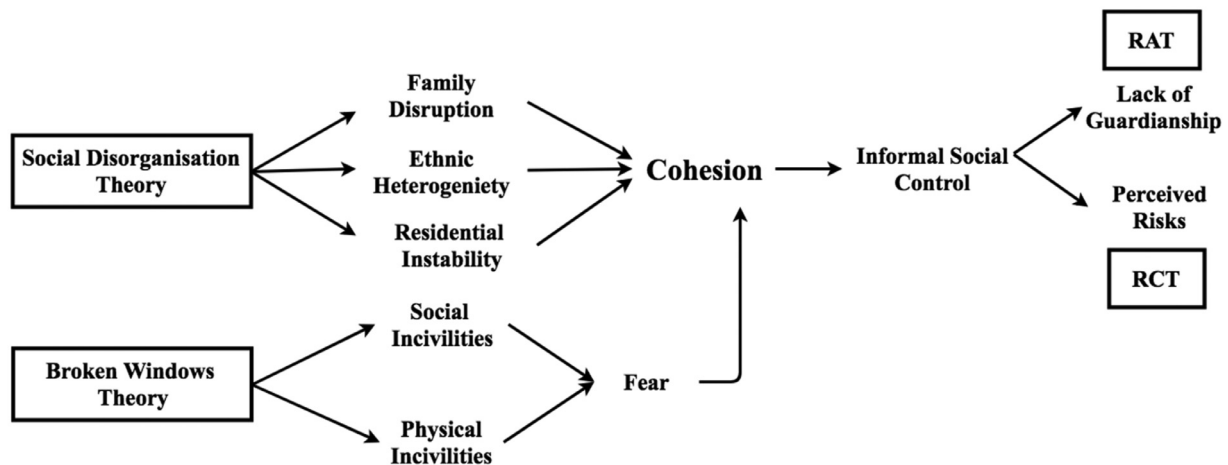 RAT
Lack of
Guardianship
Family
Disruption
Social Disorganisation
Theory
Ethnic
Heterogeniety
Cohesion
Informal Social
Control
Residential
Instability
Perceived
Risks
RCT
Social
Incivilities
Broken Windows
Theory
Fear
Physical
Incivilities